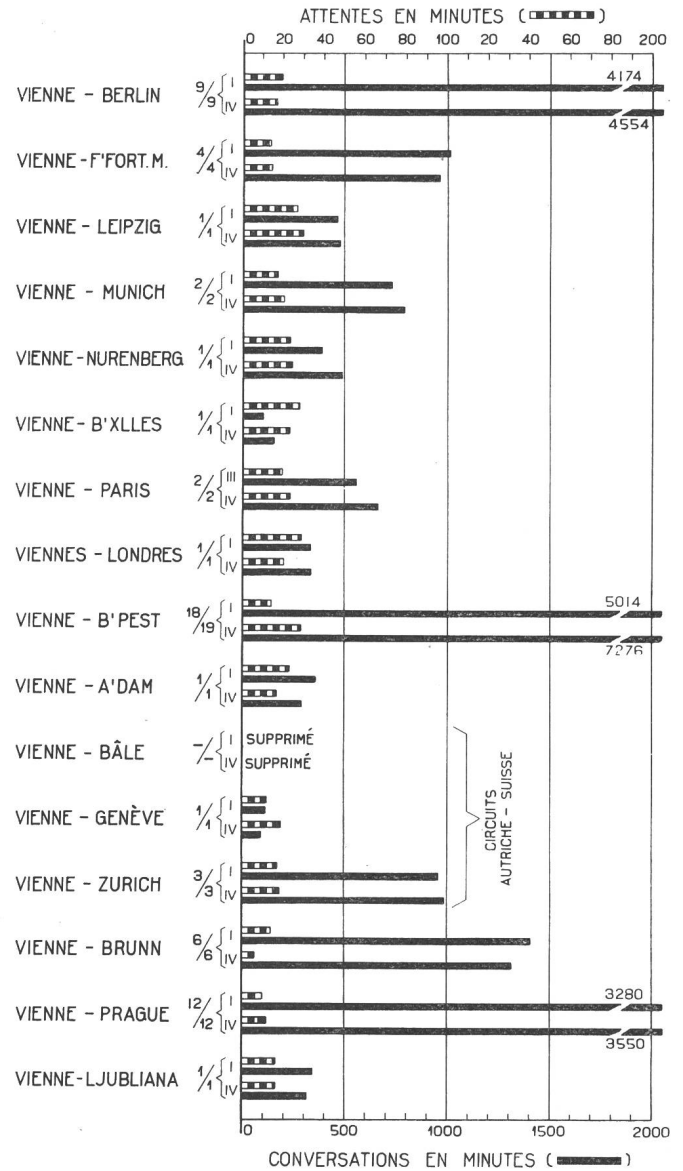 ATTENTES EN MINUTES ( )
0 20 40 60 80 100 20 40 60 80 200
VIENNE – BERLIN 9/9 I IV 4174 4554
VIENNE – F'FORT. M. 4/4 I IV
VIENNE – LEIPZIG 1/1 I IV
VIENNE – MUNICH 2/2 I IV
VIENNE – NURENBERG 1/1 I IV
VIENNE – B'XLLES 1/1 I IV
VIENNE – PARIS 2/2 III IV
VIENNES – LONDRES 1/1 I IV
VIENNE – B'PEST 18/19 I IV 5014 7276
VIENNE – A'DAM 1/1 I IV
VIENNE – BÂLE –/– I SUPPRIMÉ IV SUPPRIMÉ
VIENNE – GENÈVE 1/1 I IV
VIENNE – ZURICH 3/3 I IV
CIRCUITS
AUTRICHE – SUISSE
VIENNE – BRUNN 6/6 I IV
VIENNE – PRAGUE 12/12 I IV 3280 3550
VIENNE – LJUBLIANA 1/1 I IV
0 500 1000 1500 2000
CONVERSATIONS EN MINUTES ( )